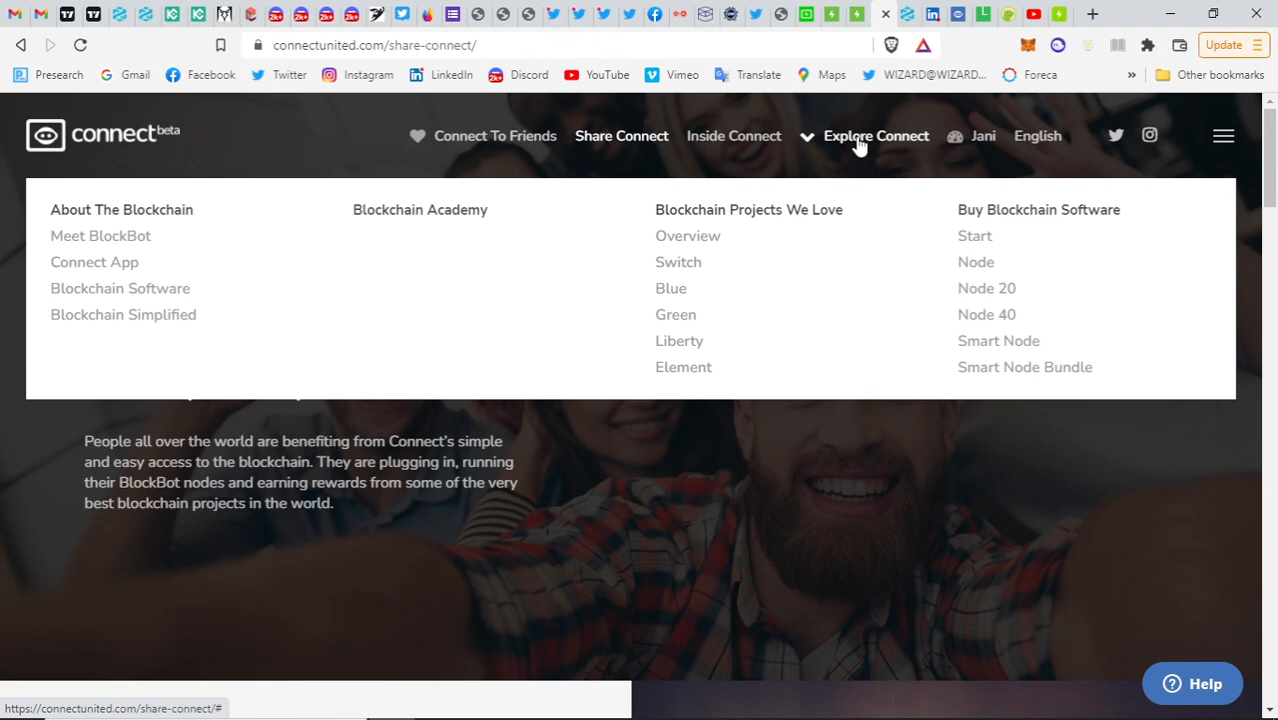 connectunited.com/share-connect/
Update
Presearch Gmail Facebook Twitter Instagram LinkedIn Discord YouTube Vimeo Translate Maps WIZARD@WIZARD... Foreca » Other bookmarks
connect beta
Connect To Friends Share Connect Inside Connect Explore Connect Jani English
About The Blockchain
Meet BlockBot
Connect App
Blockchain Software
Blockchain Simplified
Blockchain Academy
Blockchain Projects We Love
Overview
Switch
Blue
Green
Liberty
Element
Buy Blockchain Software
Start
Node
Node 20
Node 40
Smart Node
Smart Node Bundle
People all over the world are benefiting from Connect's simple
and easy access to the blockchain. They are plugging in, running
their BlockBot nodes and earning rewards from some of the very
best blockchain projects in the world.
Help
https://connectunited.com/share-connect/#